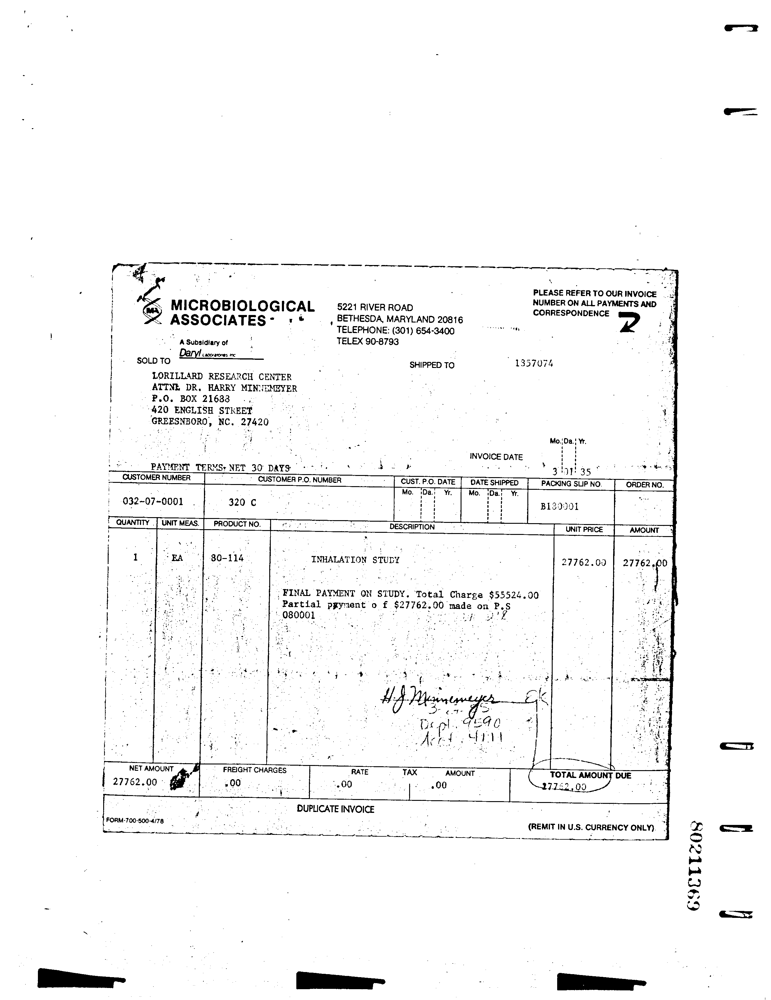 PLEASE REFER TO OUR INVOICE
NUMBER ON ALL PAYMENTS AND
CORRESPONDENCE
MA
MICROBIOLOGICAL
ASSOCIATES
5221 RIVER ROAD
BETHESDA, MARYLAND 20816
TELEPHONE: (301) 654-3400
TELEX 90-8793
A Subsidiary of
Daryl LABORATORIES, INC
SOLD TO
SHIPPED TO
1357074
LORILLARD RESEARCH CENTER
ATTN: DR. HARRY MINNEMEYER
P.O. BOX 21688
420 ENGLISH STREET
GREESNBORO, NC. 27420
INVOICE DATE
Mo. Da. Yr.
3 01 35
PAYMENT TERMS: NET 30 DAYS
CUSTOMER NUMBER
CUSTOMER P.O. NUMBER
CUST. P.O. DATE
DATE SHIPPED
PACKING SLIP NO.
ORDER NO.
Mo. Da. Yr.
Mo. Da. Yr.
032-07-0001
320 C
B130001
QUANTITY
UNIT MEAS.
PRODUCT NO.
DESCRIPTION
UNIT PRICE
AMOUNT
1
EA
80-114
INHALATION STUDY
27762.00
27762.00
FINAL PAYMENT ON STUDY. Total Charge $55524.00
Partial payment o f $27762.00 made on P.S
080001
H.J. Minnemeyer
Dept. 9590
Acct. 4111
NET AMOUNT
FREIGHT CHARGES
RATE
TAX
AMOUNT
TOTAL AMOUNT DUE
27762.00
.00
.00
.00
27762.00
DUPLICATE INVOICE
FORM-700-500-4/78
(REMIT IN U.S. CURRENCY ONLY)
80211369